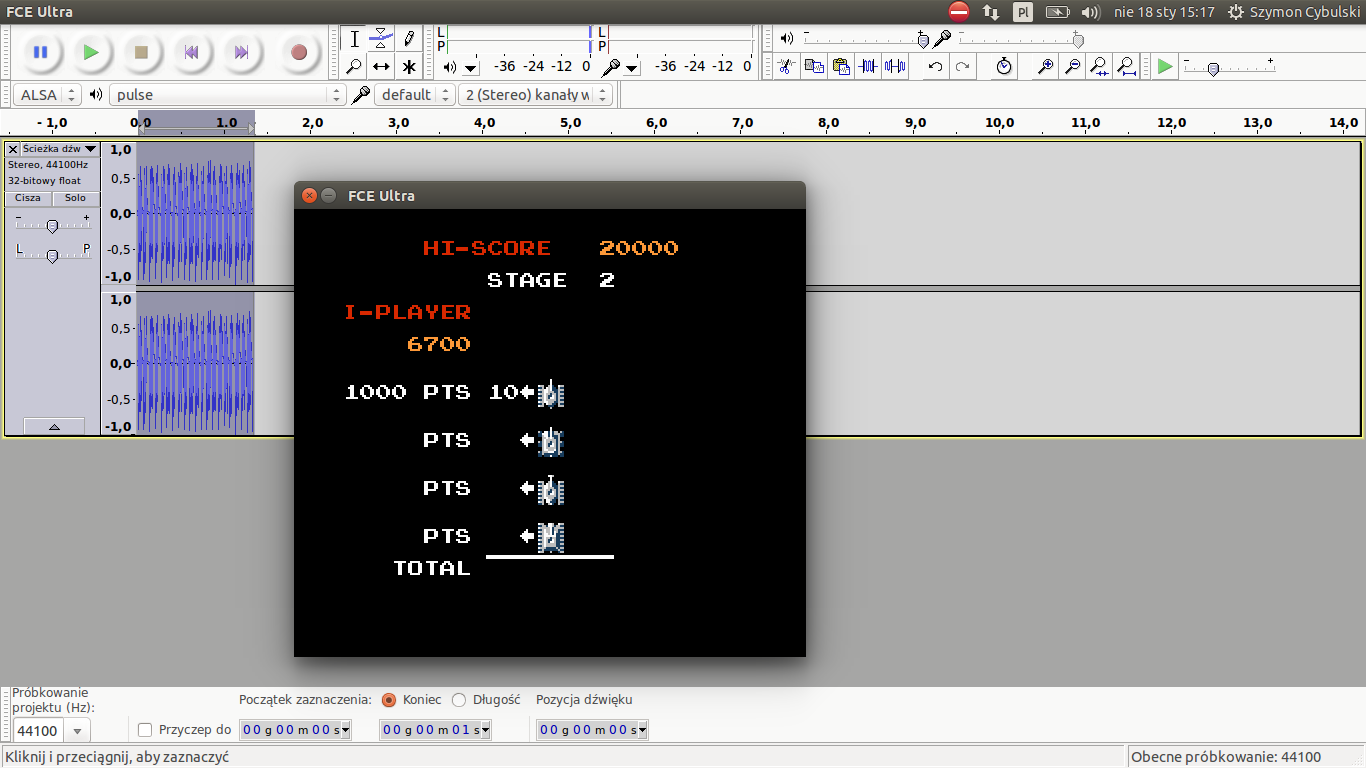 FCE Ultra
Pl nie 18 sty 15:17 Szymon Cybulski
L L
P P
-36 -24 -12 0 -36 -24 -12 0
ALSA pulse default 2 (Stereo) kanały w
- 1,0 0,0 1,0 2,0 3,0 4,0 5,0 6,0 7,0 8,0 9,0 10,0 11,0 12,0 13,0 14,0
Ścieżka dźw
Stereo, 44100Hz
32-bitowy float
Cisza Solo
- +
L P
1,0
0,5
0,0
-0,5
-1,0
1,0
0,5
0,0
-0,5
-1,0
FCE Ultra
HI-SCORE 20000
STAGE 2
I-PLAYER
6700
1000 PTS 10
PTS
PTS
PTS
TOTAL
Próbkowanie
projektu (Hz):
44100
Przyczep do
Początek zaznaczenia: Koniec Długość Pozycja dźwięku
00 g 00 m 00 s 00 g 00 m 01 s 00 g 00 m 00 s
Kliknij i przeciągnij, aby zaznaczyć Obecne próbkowanie: 44100